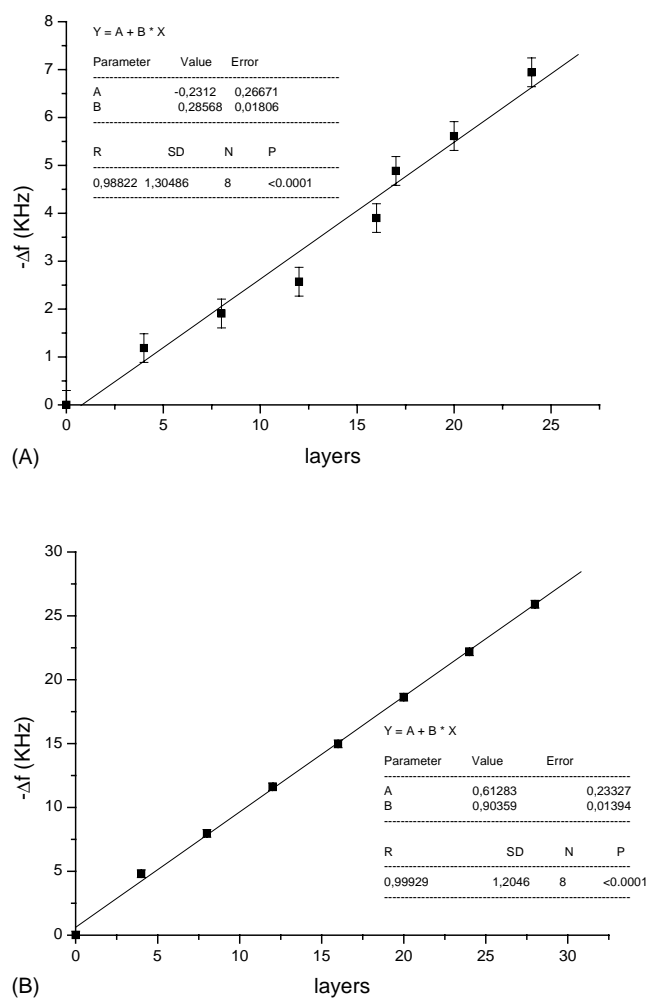 Y = A + B * X
Parameter Value Error
A -0,2312 0,26671
B 0,28568 0,01806
R SD N P
0,98822 1,30486 8 <0.0001
8
7
6
5
4
3
2
1
0
-Δf (KHz)
0 5 10 15 20 25
layers
(A)
30
25
20
15
10
5
0
-Δf (KHz)
Y = A + B * X
Parameter Value Error
A 0,61283 0,23327
B 0,90359 0,01394
R SD N P
0,99929 1,2046 8 <0.0001
0 5 10 15 20 25 30
layers
(B)